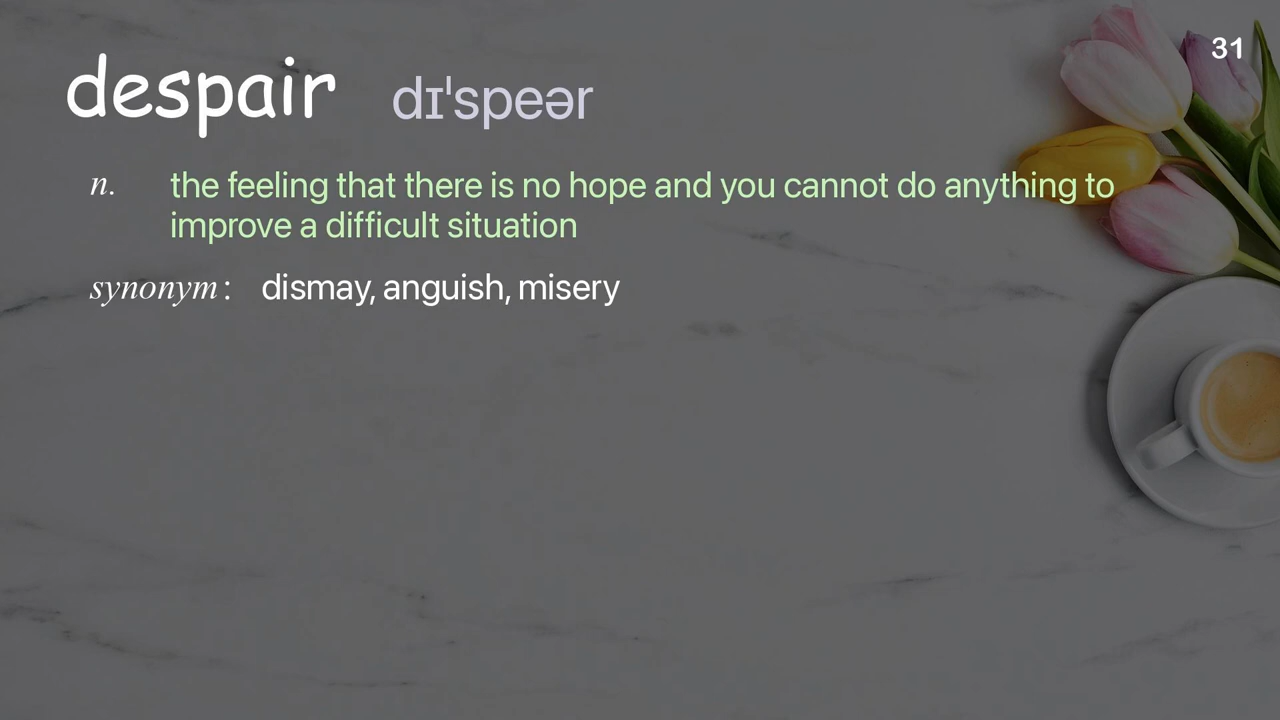 31
despair dɪˈspeər
n. the feeling that there is no hope and you cannot do anything to
improve a difficult situation
synonym: dismay, anguish, misery